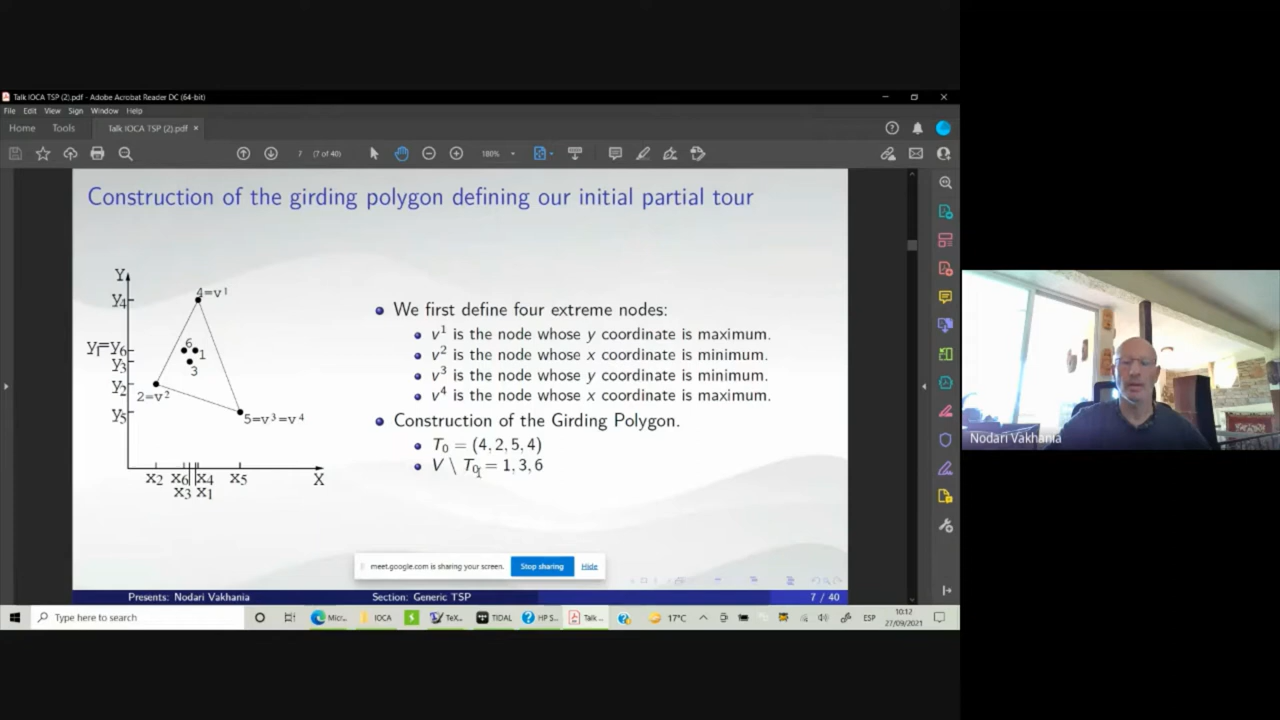 Talk IOCA TSP (2).pdf - Adobe Acrobat Reader DC (64-bit)
File Edit View Sign Window Help
Home Tools Talk IOCA TSP (2).pdf ×
7 (7 of 40) 180%
Construction of the girding polygon defining our initial partial tour
Y
4=v¹
Y₄
6
Y₁=Y₆
1
Y₃
3
Y₂
2=v²
Y₅
5=v³=v⁴
x₂ x₆ x₄ x₅ X
x₃ x₁
We first define four extreme nodes:
v¹ is the node whose y coordinate is maximum.
v² is the node whose x coordinate is minimum.
v³ is the node whose y coordinate is minimum.
v⁴ is the node whose x coordinate is maximum.
Construction of the Girding Polygon.
T₀ = (4, 2, 5, 4)
V \ T₀ = 1, 3, 6
Nodari Vakhania
meet.google.com is sharing your screen. Stop sharing Hide
Presents: Nodari Vakhania Section: Generic TSP 7 / 40
Type here to search Micr... IOCA TeX... TIDAL HP S... Talk ... 17°C ESP 10:12
27/09/2021